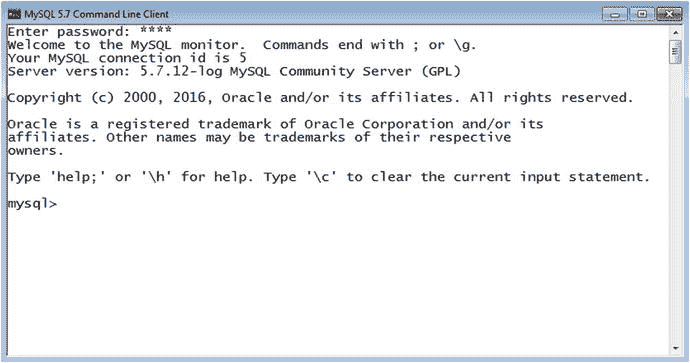 MySQL 5.7 Command Line Client
Enter password: ****
Welcome to the MySQL monitor.  Commands end with ; or \g.
Your MySQL connection id is 5
Server version: 5.7.12-log MySQL Community Server (GPL)
Copyright (c) 2000, 2016, Oracle and/or its affiliates. All rights reserved.
Oracle is a registered trademark of Oracle Corporation and/or its
affiliates. Other names may be trademarks of their respective
owners.
Type 'help;' or '\h' for help. Type '\c' to clear the current input statement.
mysql>